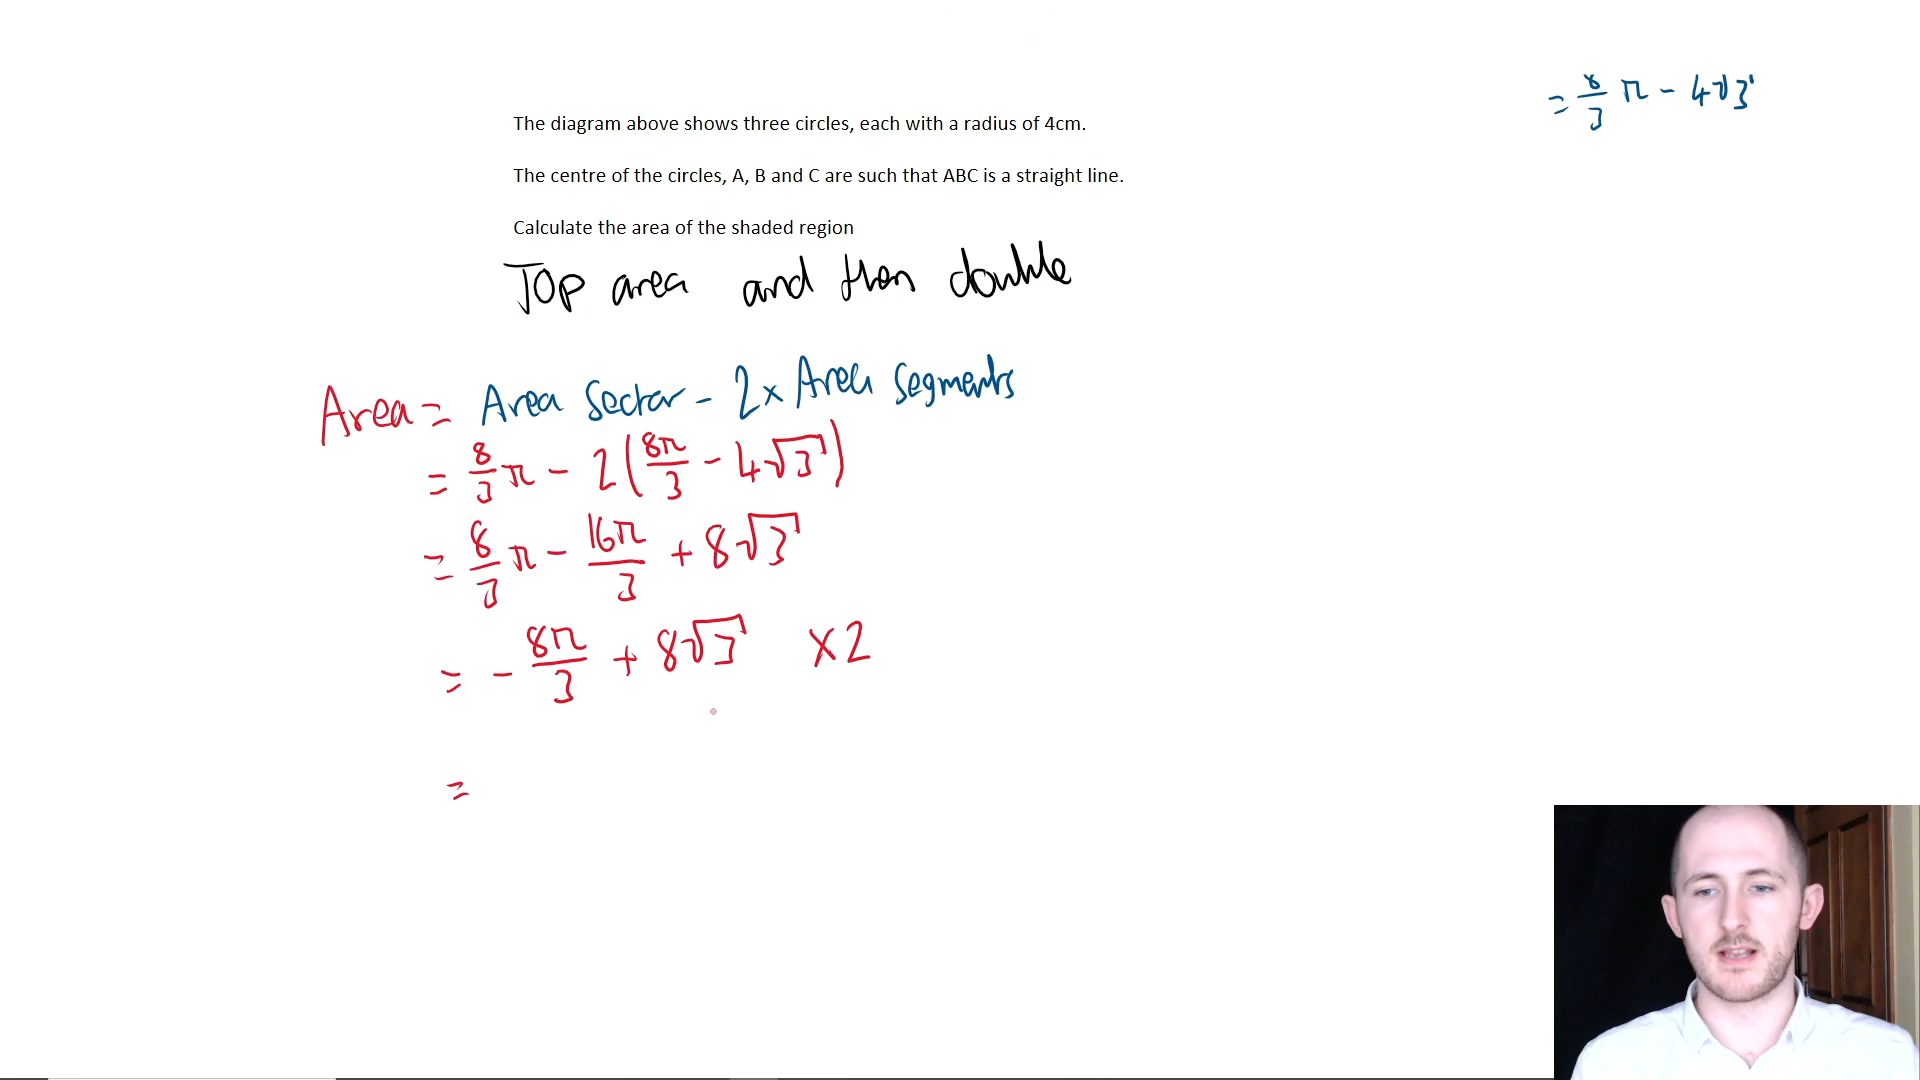 = 8/3 π - 4√3
The diagram above shows three circles, each with a radius of 4cm.
The centre of the circles, A, B and C are such that ABC is a straight line.
Calculate the area of the shaded region
Top area and then double
Area = Area Sector - 2 x Area segments
= 8/3 π - 2(8π/3 - 4√3)
= 8/3 π - 16π/3 + 8√3
= - 8π/3 + 8√3 x2
=